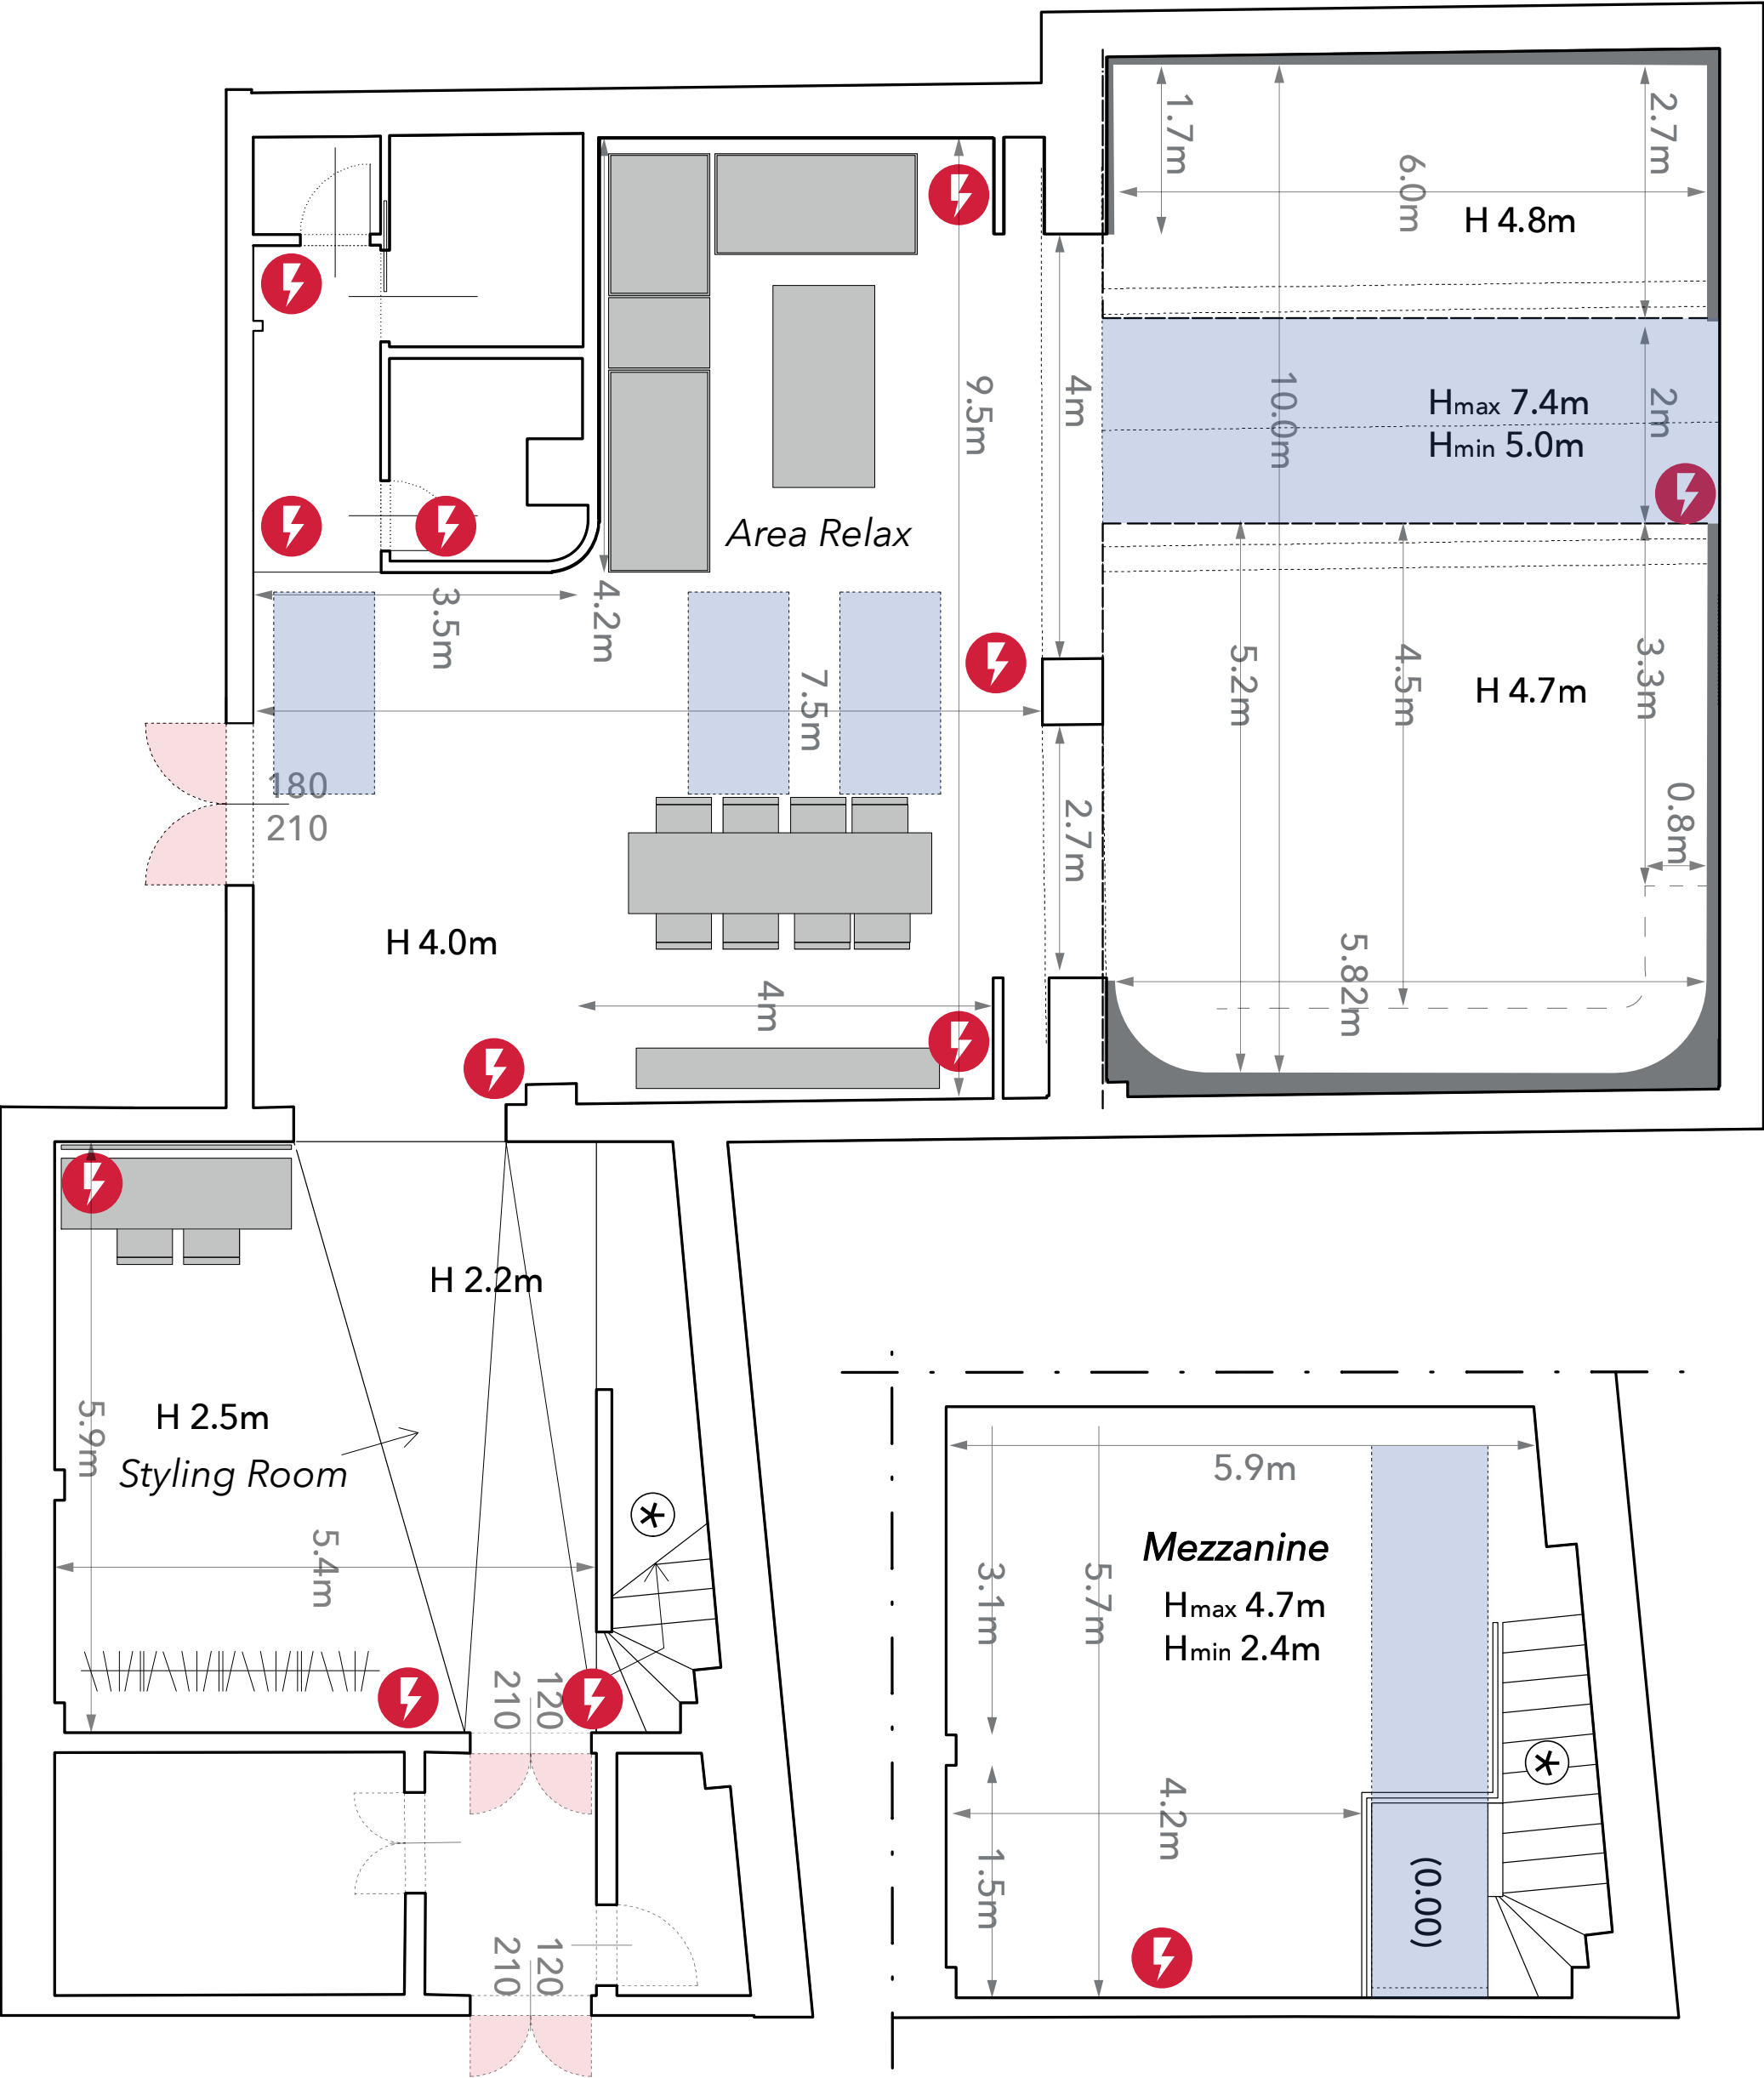 1.7m
2.7m
6.0m
H 4.8m
9.5m
4m
10.0m
Hmax 7.4m
Hmin 5.0m
2m
Area Relax
3.5m
4.2m
7.5m
5.2m
4.5m
3.3m
H 4.7m
180
210
2.7m
0.8m
H 4.0m
4m
5.82m
H 2.2m
H 2.5m
Styling Room
5.9m
5.4m
120
210
120
210
5.9m
Mezzanine
Hmax 4.7m
Hmin 2.4m
3.1m
5.7m
4.2m
1.5m
(0.00)